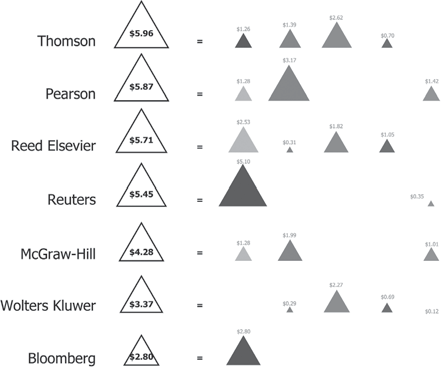 Thomson $5.96 = $1.26 $1.39 $2.62 $0.70
Pearson $5.87 = $1.28 $3.17 $1.42
Reed Elsevier $5.71 = $2.53 $0.31 $1.82 $1.05
Reuters $5.45 = $5.10 $0.35
McGraw-Hill $4.28 = $1.28 $1.99 $1.01
Wolters Kluwer $3.37 = $0.29 $2.27 $0.69 $0.12
Bloomberg $2.80 = $2.80